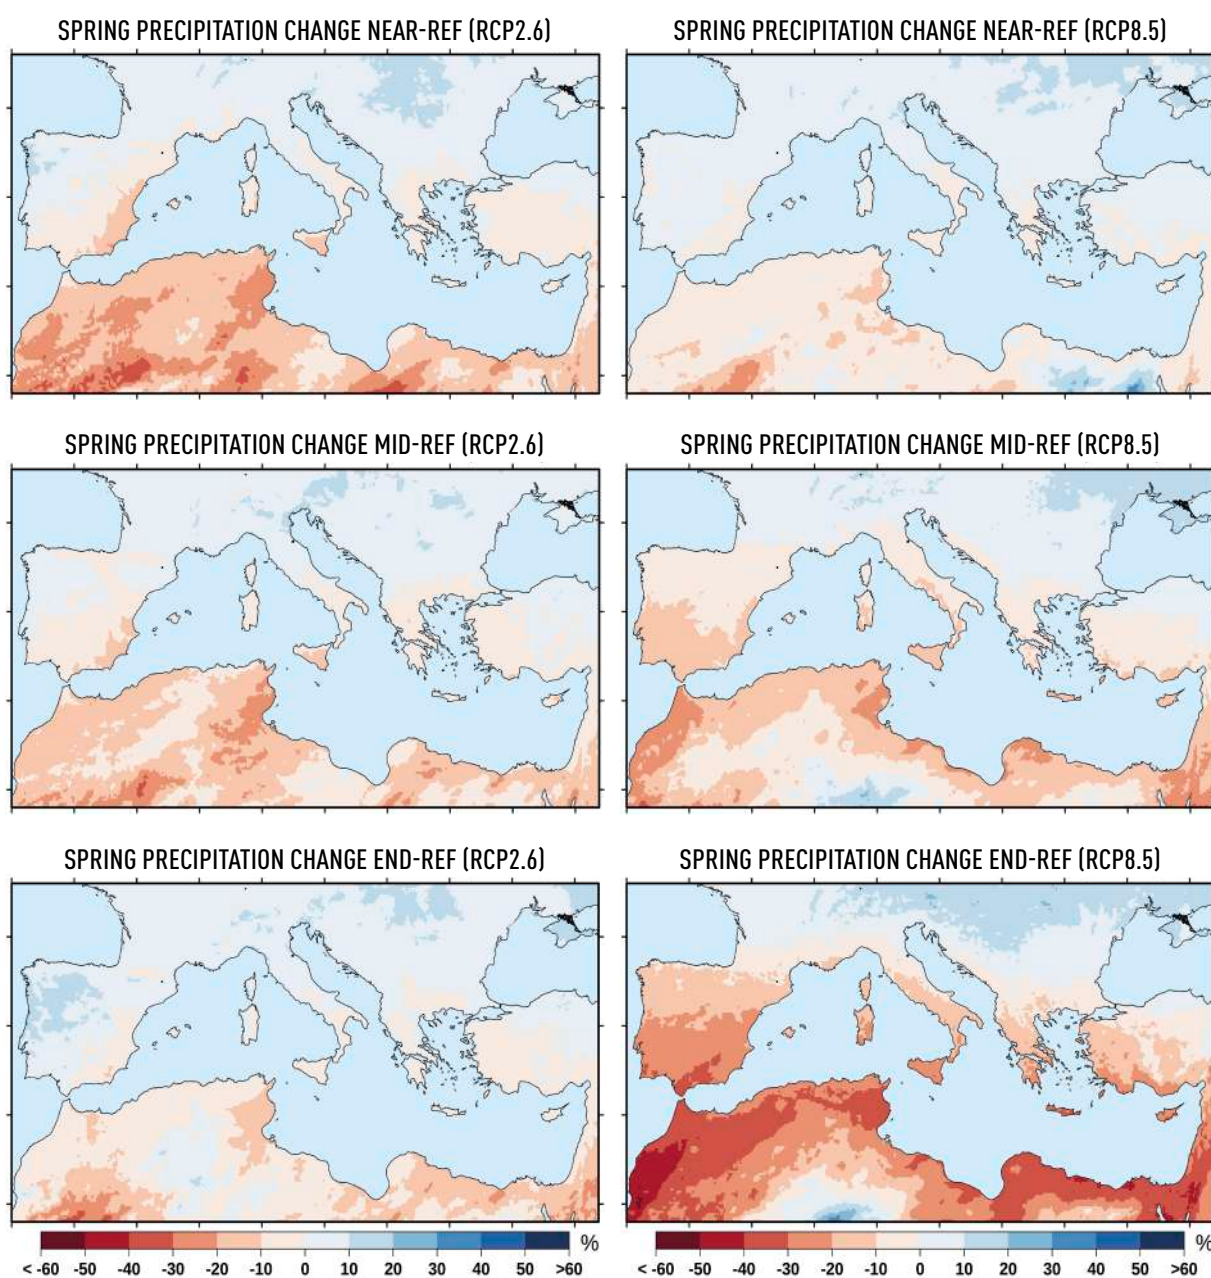 SPRING PRECIPITATION CHANGE NEAR-REF (RCP2.6)
SPRING PRECIPITATION CHANGE NEAR-REF (RCP8.5)
SPRING PRECIPITATION CHANGE MID-REF (RCP2.6)
SPRING PRECIPITATION CHANGE MID-REF (RCP8.5)
SPRING PRECIPITATION CHANGE END-REF (RCP2.6)
SPRING PRECIPITATION CHANGE END-REF (RCP8.5)
%
< -60 -50 -40 -30 -20 -10 0 10 20 30 40 50 >60
%
< -60 -50 -40 -30 -20 -10 0 10 20 30 40 50 >60